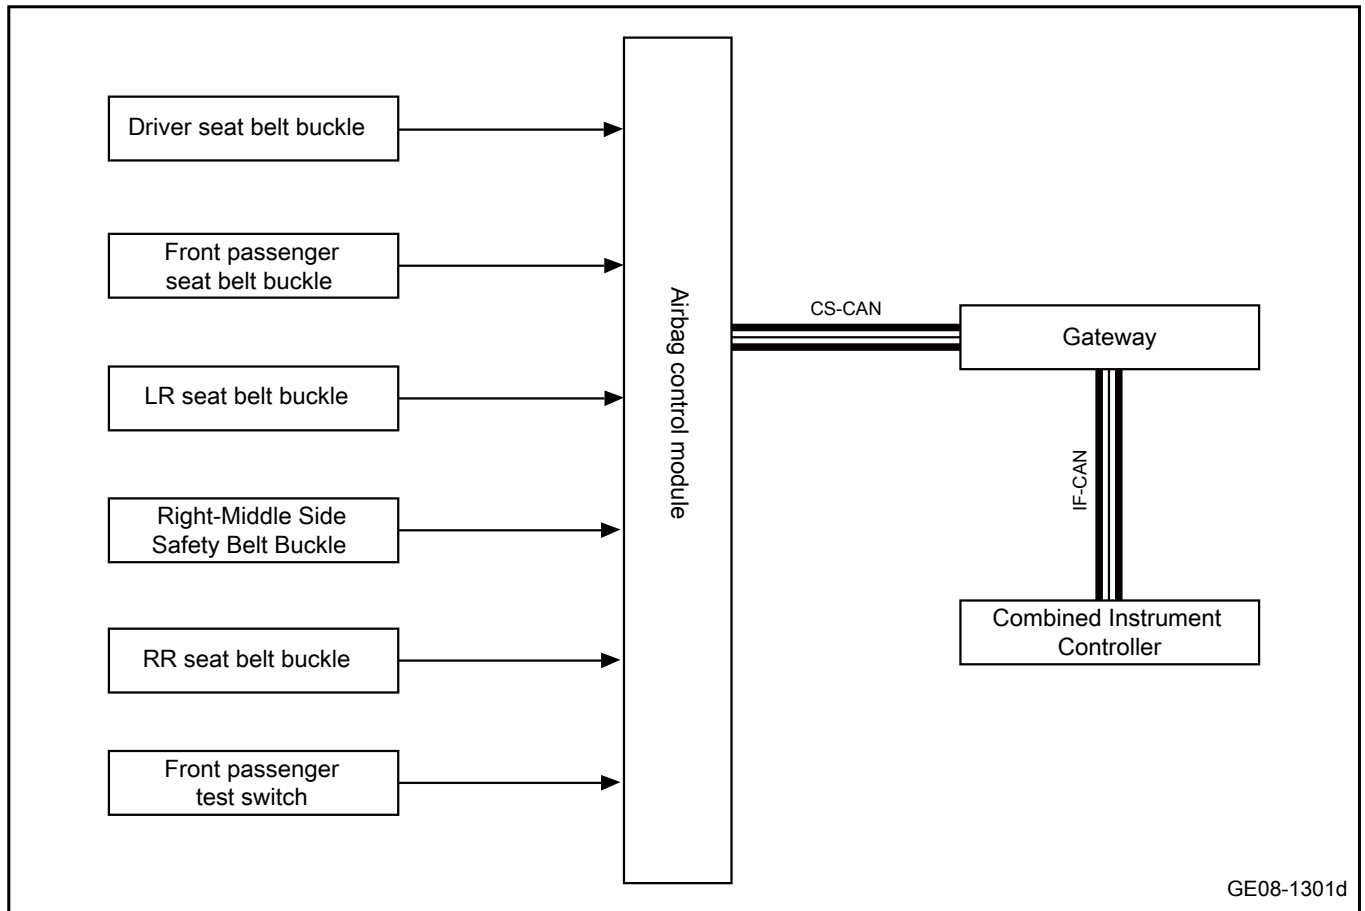 Driver seat belt buckle
Front passenger
seat belt buckle
LR seat belt buckle
Right-Middle Side
Safety Belt Buckle
RR seat belt buckle
Front passenger
test switch
Airbag control module
CS-CAN
Gateway
IF-CAN
Combined Instrument
Controller
GE08-1301d